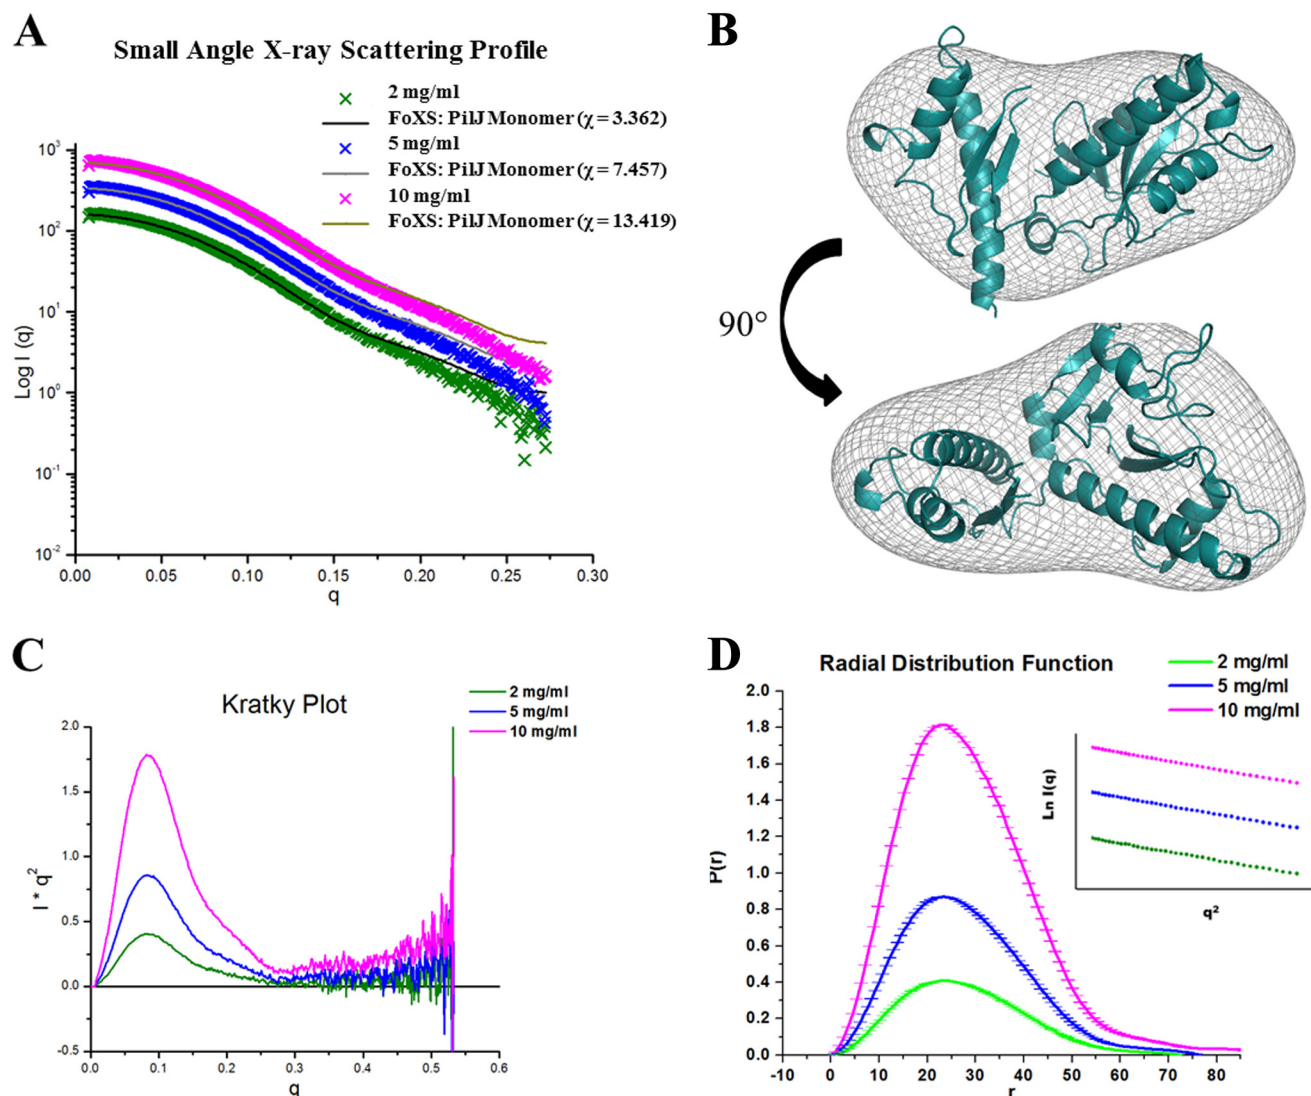 A
Small Angle X-ray Scattering Profile
2 mg/ml
FoXS: PilJ Monomer (χ = 3.362)
5 mg/ml
FoXS: PilJ Monomer (χ = 7.457)
10 mg/ml
FoXS: PilJ Monomer (χ = 13.419)
10³
10²
10¹
10⁰
10⁻¹
10⁻²
Log I (q)
0.00 0.05 0.10 0.15 0.20 0.25 0.30
q
B
90°
C
Kratky Plot
2 mg/ml
5 mg/ml
10 mg/ml
2.0
1.5
1.0
0.5
0.0
-0.5
I * q²
0.0 0.1 0.2 0.3 0.4 0.5 0.6
q
D
Radial Distribution Function
2 mg/ml
5 mg/ml
10 mg/ml
2.0
1.8
1.6
1.4
1.2
1.0
0.8
0.6
0.4
0.2
0.0
P(r)
-10 0 10 20 30 40 50 60 70 80
r
Ln I(q)
q²